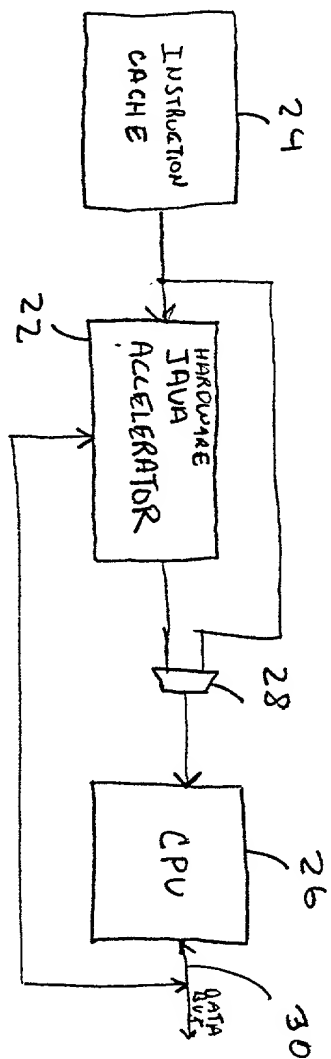 24
INSTRUCTION
CACHE
22
HARDWARE
JAVA
ACCELERATOR
28
26
CPU
30
DATA
BUS